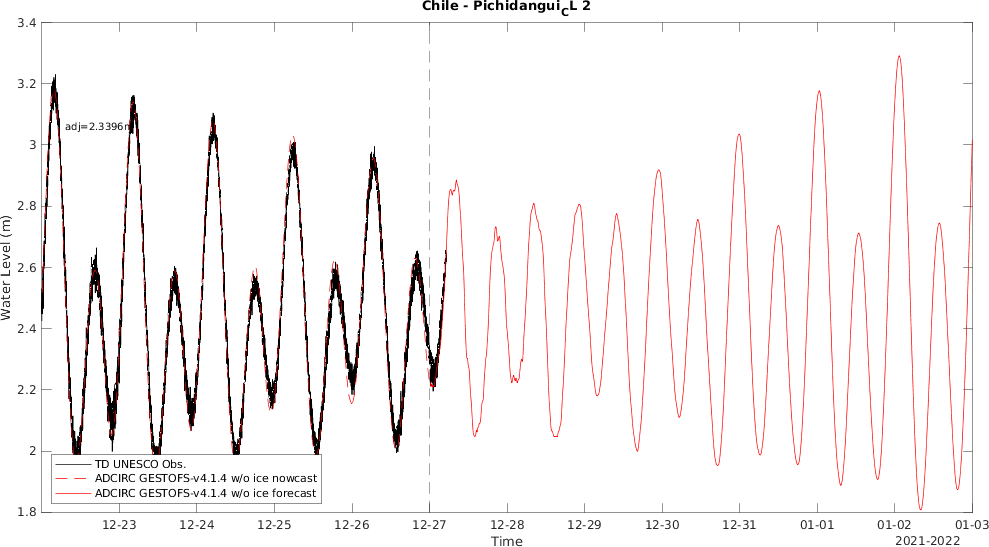 Chile - PichidanguiCL 2
3.4
3.2
3
2.8
2.6
2.4
2.2
2
1.8
Water Level (m)
adj=2.3396m
TD UNESCO Obs.
ADCIRC GESTOFS-v4.1.4 w/o ice nowcast
ADCIRC GESTOFS-v4.1.4 w/o ice forecast
12-23 12-24 12-25 12-26 12-27 12-28 12-29 12-30 12-31 01-01 01-02 01-03
Time
2021-2022